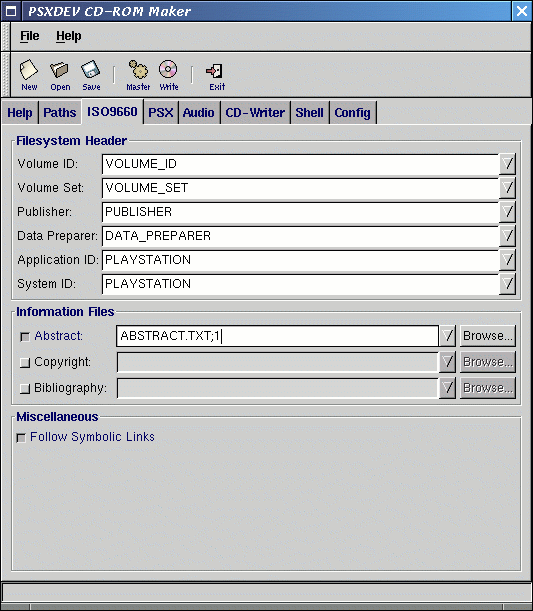 PSXDEV CD-ROM Maker
File Help
New Open Save Master Write Exit
Help Paths ISO9660 PSX Audio CD-Writer Shell Config
Filesystem Header
Volume ID: VOLUME_ID
Volume Set: VOLUME_SET
Publisher: PUBLISHER
Data Preparer: DATA_PREPARER
Application ID: PLAYSTATION
System ID: PLAYSTATION
Information Files
Abstract: ABSTRACT.TXT;1 Browse...
Copyright: Browse...
Bibliography: Browse...
Miscellaneous
Follow Symbolic Links